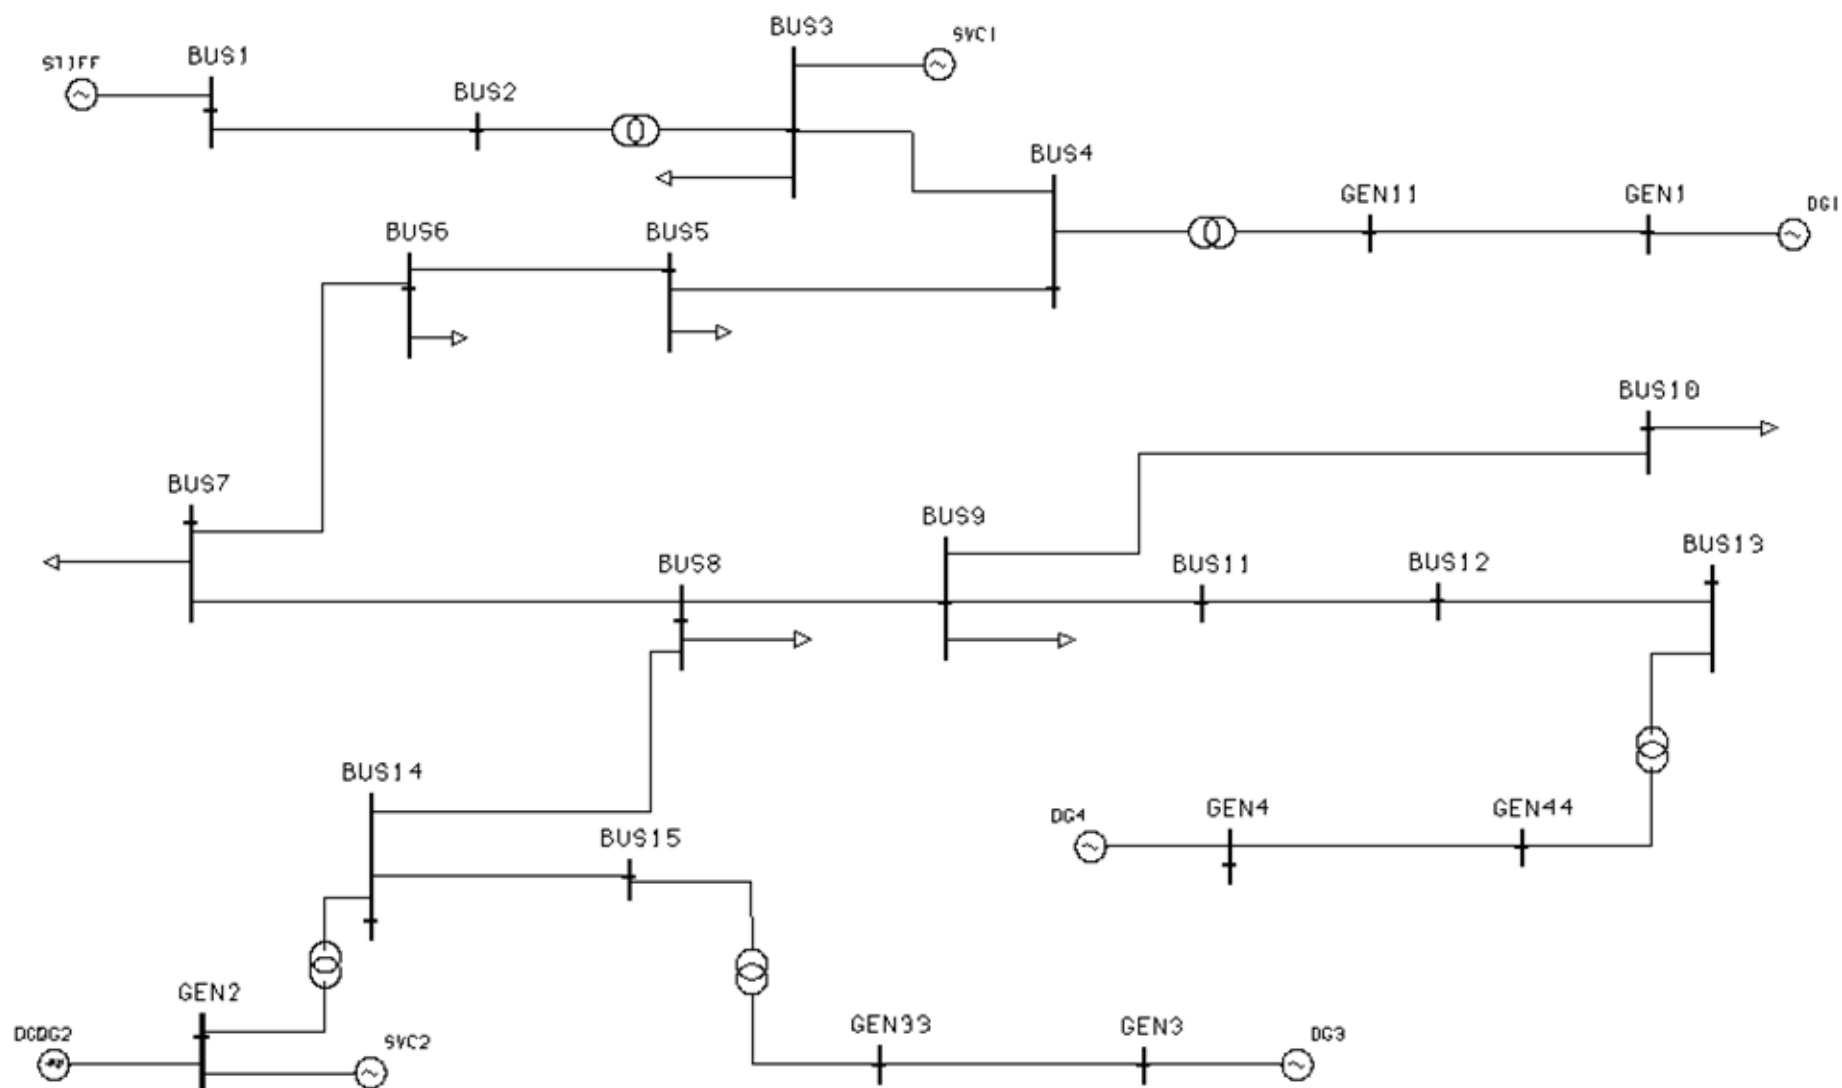 BUS3
SVC1
STIFF
BUS1
BUS2
BUS4
GEN11
GEN1
DG1
BUS6
BUS5
BUS10
BUS7
BUS9
BUS13
BUS8
BUS11
BUS12
BUS14
BUS15
DG4
GEN4
GEN44
GEN2
DCDG2
SVC2
GEN33
GEN3
DG3